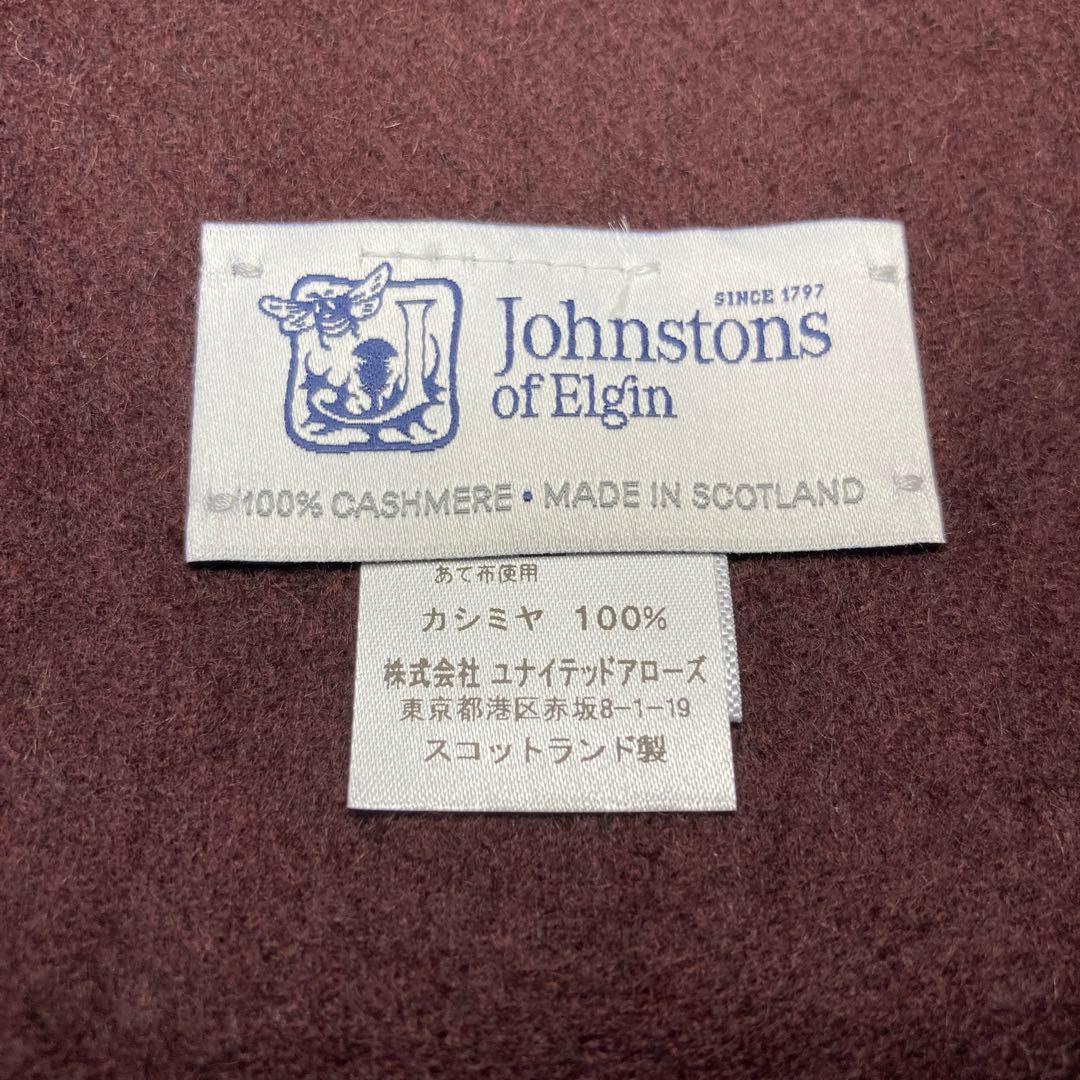 SINCE 1797
Johnstons
of Elgin
100% CASHMERE • MADE IN SCOTLAND
あて布使用
カシミヤ 100%
株式会社 ユナイテッドアローズ
東京都港区赤坂8-1-19
スコットランド製